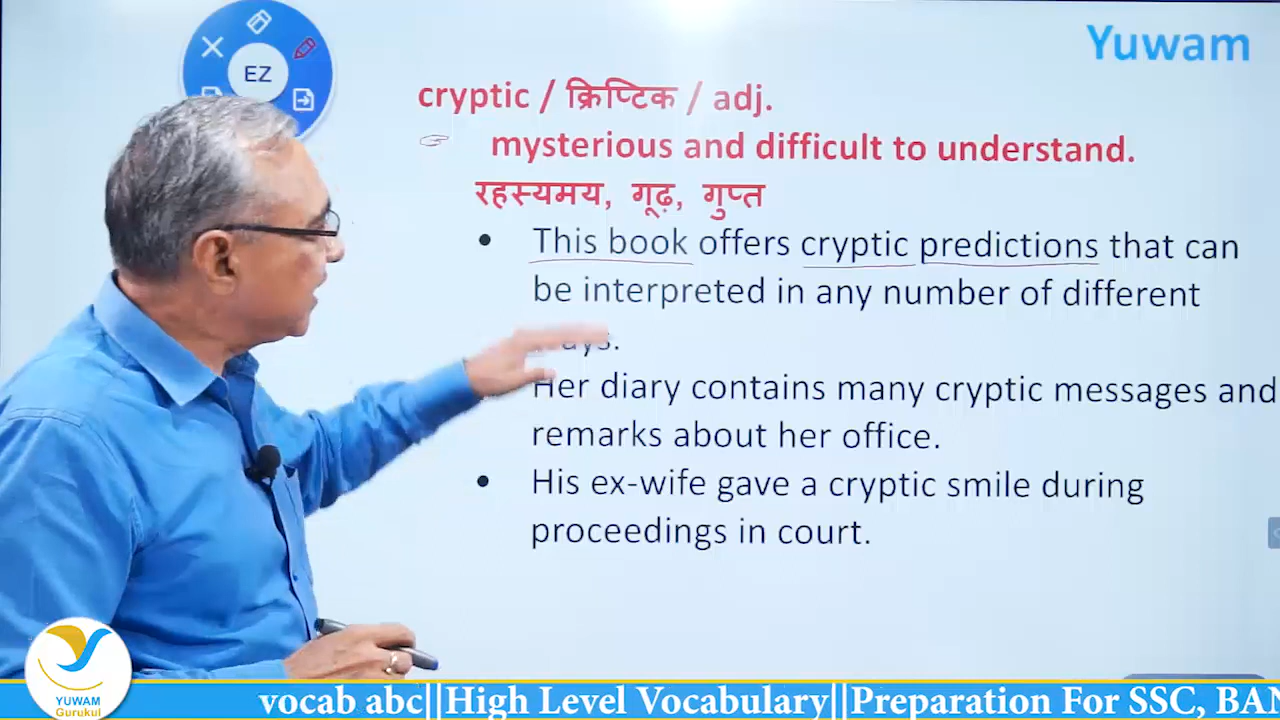 Yuwam
EZ
cryptic / क्रिप्टिक / adj.
mysterious and difficult to understand.
रहस्यमय, गूढ़, गुप्त
• This book offers cryptic predictions that can
be interpreted in any number of different
Her diary contains many cryptic messages and
remarks about her office.
• His ex-wife gave a cryptic smile during
proceedings in court.
YUWAM
Gurukul
vocab abc||High Level Vocabulary||Preparation For SSC,